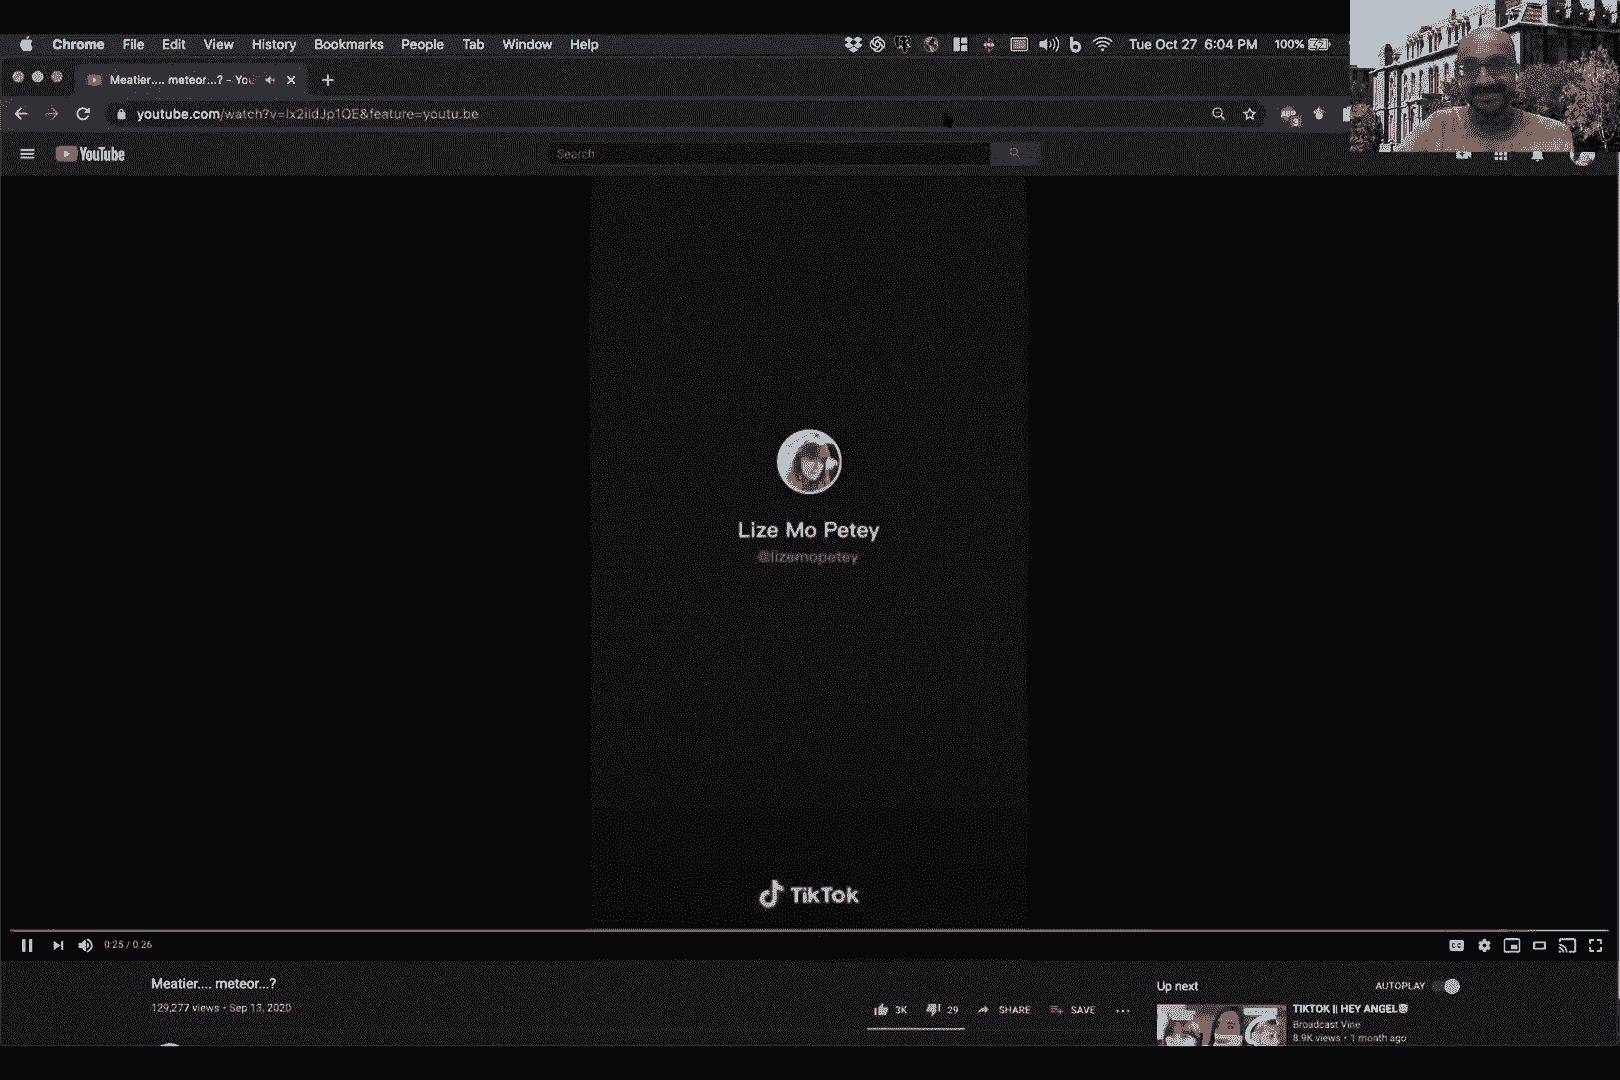 Chrome File Edit View History Bookmarks People Tab Window Help
Tue Oct 27 6:04 PM 100%
Meatier.... meteor...? - You
youtube.com/watch?v=Ix2iIdJp1OE&feature=youtu.be
YouTube
Search
Lize Mo Petey
@lizemopetey
TikTok
0:25 / 0:26
CC
Meatier.... meteor...?
129,277 views • Sep 13, 2020
3K 29 SHARE SAVE
Up next AUTOPLAY
TIKTOK || HEY ANGEL
Broadcast Vine
8.9K views • 1 month ago